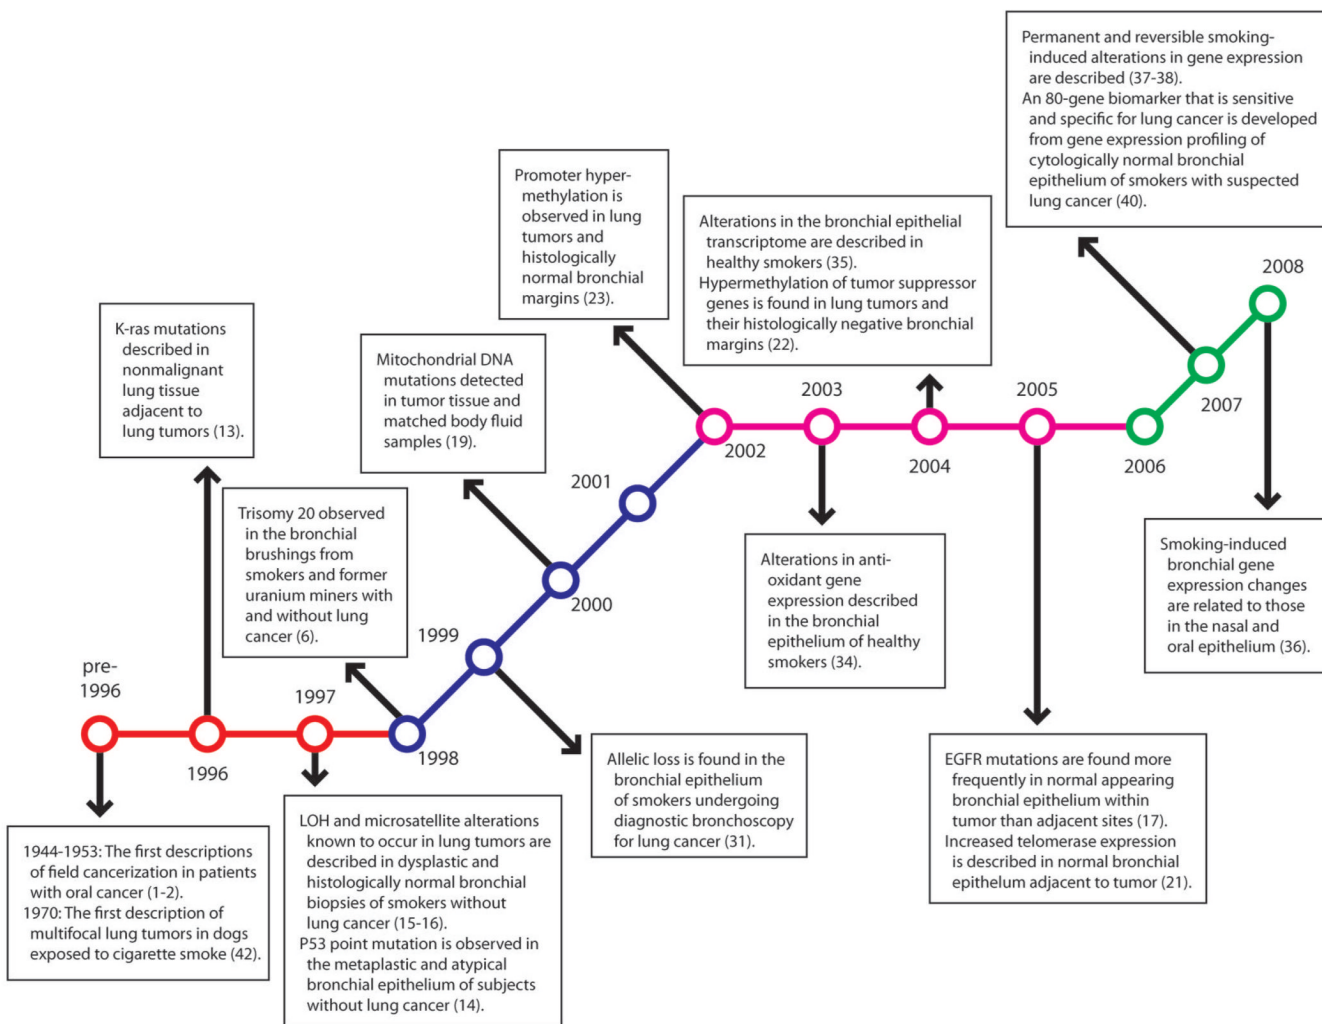 Permanent and reversible smoking-
induced alterations in gene expression
are described (37-38).
An 80-gene biomarker that is sensitive
and specific for lung cancer is developed
from gene expression profiling of
cytologically normal bronchial
epithelium of smokers with suspected
lung cancer (40).
Promoter hyper-
methylation is
observed in lung
tumors and
histologically
normal bronchial
margins (23).
Alterations in the bronchial epithelial
transcriptome are described in
healthy smokers (35).
Hypermethylation of tumor suppressor
genes is found in lung tumors and
their histologically negative bronchial
margins (22).
K-ras mutations
described in
nonmalignant
lung tissue
adjacent to
lung tumors (13).
Mitochondrial DNA
mutations detected
in tumor tissue and
matched body fluid
samples (19).
Trisomy 20 observed
in the bronchial
brushings from
smokers and former
uranium miners with
and without lung
cancer (6).
pre-
1996
1996
1997
1998
1999
2000
2001
2002
2003
2004
2005
2006
2007
2008
Alterations in anti-
oxidant gene
expression described
in the bronchial
epithelium of healthy
smokers (34).
Smoking-induced
bronchial gene
expression changes
are related to those
in the nasal and
oral epithelium (36).
1944-1953: The first descriptions
of field cancerization in patients
with oral cancer (1-2).
1970: The first description of
multifocal lung tumors in dogs
exposed to cigarette smoke (42).
LOH and microsatellite alterations
known to occur in lung tumors are
described in dysplastic and
histologically normal bronchial
biopsies of smokers without
lung cancer (15-16).
P53 point mutation is observed in
the metaplastic and atypical
bronchial epithelium of subjects
without lung cancer (14).
Allelic loss is found in the
bronchial epithelium
of smokers undergoing
diagnostic bronchoscopy
for lung cancer (31).
EGFR mutations are found more
frequently in normal appearing
bronchial epithelium within
tumor than adjacent sites (17).
Increased telomerase expression
is described in normal bronchial
epithelum adjacent to tumor (21).